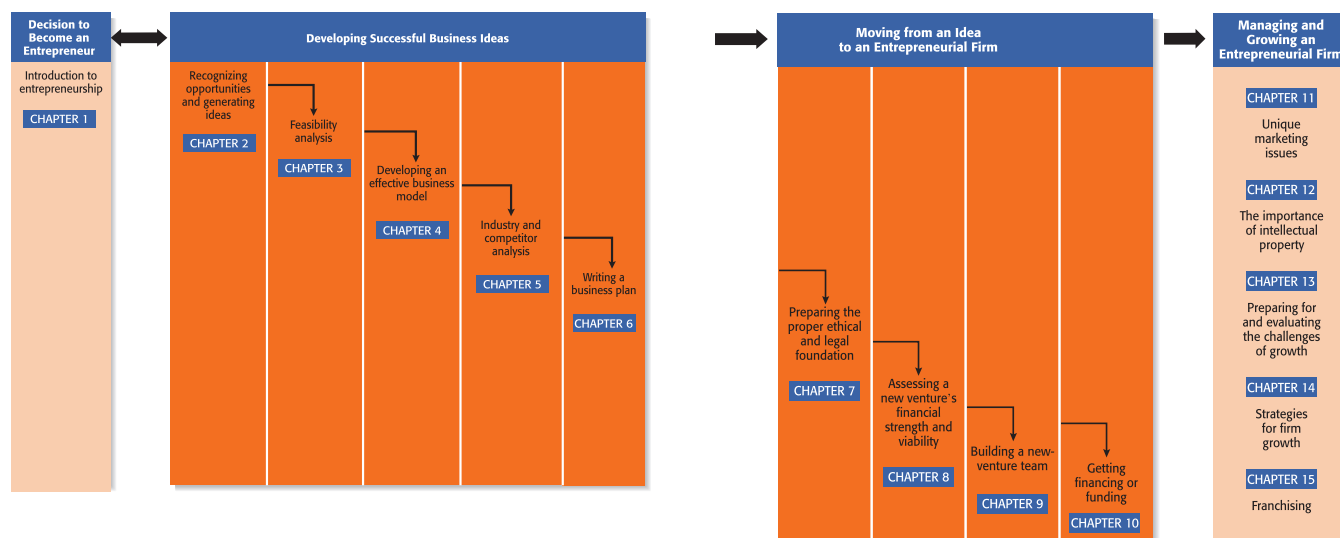 Decision to
Become an
Entrepreneur
Introduction to
entrepreneurship
CHAPTER 1
Developing Successful Business Ideas
Recognizing
opportunities
and generating
ideas
CHAPTER 2
Feasibility
analysis
CHAPTER 3
Developing an
effective business
model
CHAPTER 4
Industry and
competitor
analysis
CHAPTER 5
Writing a
business plan
CHAPTER 6
Moving from an Idea
to an Entrepreneurial Firm
Preparing the
proper ethical
and legal
foundation
CHAPTER 7
Assessing a
new venture's
financial
strength and
viability
CHAPTER 8
Building a new-
venture team
CHAPTER 9
Getting
financing or
funding
CHAPTER 10
Managing and
Growing an
Entrepreneurial Firm
CHAPTER 11
Unique
marketing
issues
CHAPTER 12
The importance
of intellectual
property
CHAPTER 13
Preparing for
and evaluating
the challenges
of growth
CHAPTER 14
Strategies
for firm
growth
CHAPTER 15
Franchising